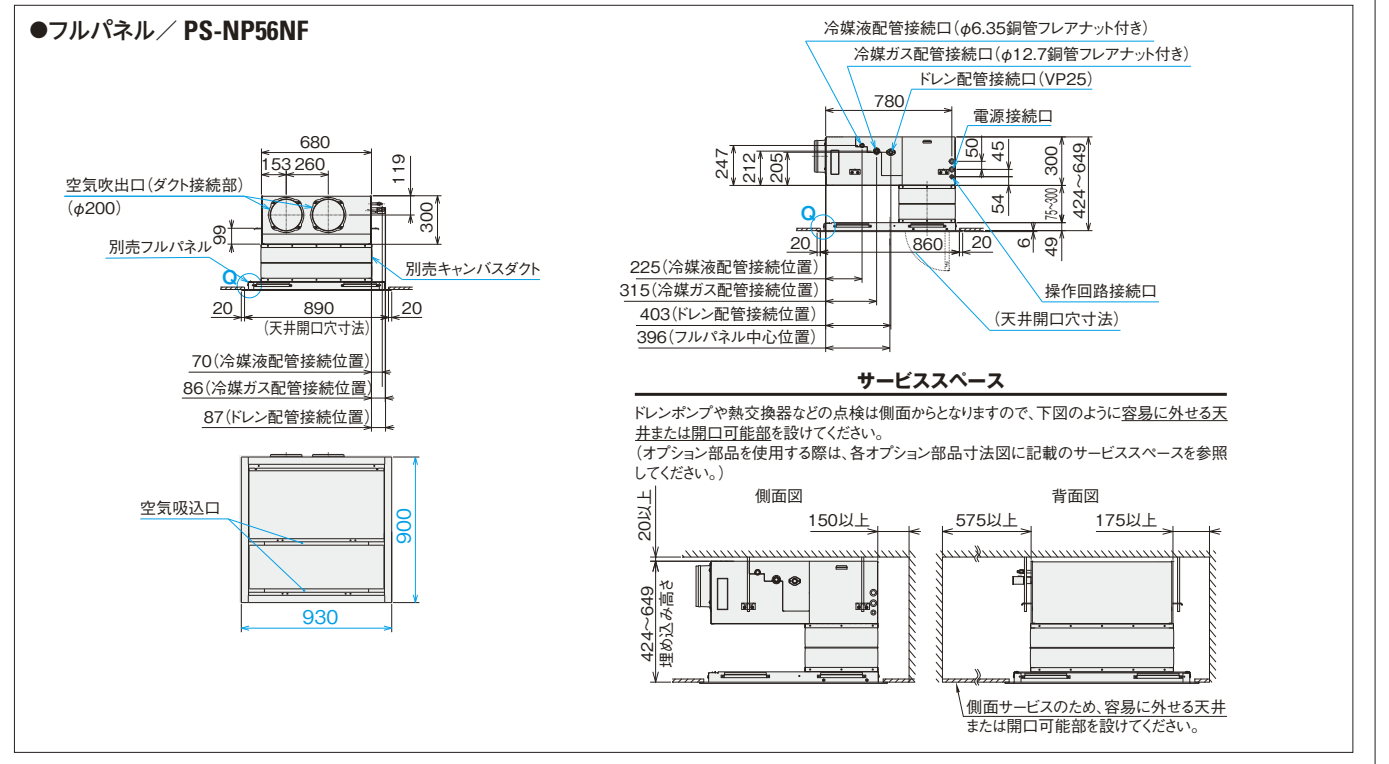 ●フルパネル／ PS-NP56NF
680
153 260
119
空気吹出口(ダクト接続部)
(φ200)
300
99
別売フルパネル
別売キャンバスダクト
Q
20
890
20
(天井開口穴寸法)
70(冷媒液配管接続位置)
86(冷媒ガス配管接続位置)
87(ドレン配管接続位置)
空気吸込口
900
930
冷媒液配管接続口(φ6.35銅管フレアナット付き)
冷媒ガス配管接続口(φ12.7銅管フレアナット付き)
ドレン配管接続口(VP25)
780
電源接続口
247
212
205
50
45
300
424～649
54
75~300
Q
20
860
20
6
49
225(冷媒液配管接続位置)
315(冷媒ガス配管接続位置)
403(ドレン配管接続位置)
396(フルパネル中心位置)
操作回路接続口
(天井開口穴寸法)
サービススペース
ドレンポンプや熱交換器などの点検は側面からとなりますので、下図のように容易に外せる天
井または開口可能部を設けてください。
(オプション部品を使用する際は、各オプション部品寸法図に記載のサービススペースを参照
してください。)
側面図
背面図
20以上
150以上
575以上
175以上
424～649
埋め込み高さ
側面サービスのため、容易に外せる天井
または開口可能部を設けてください。